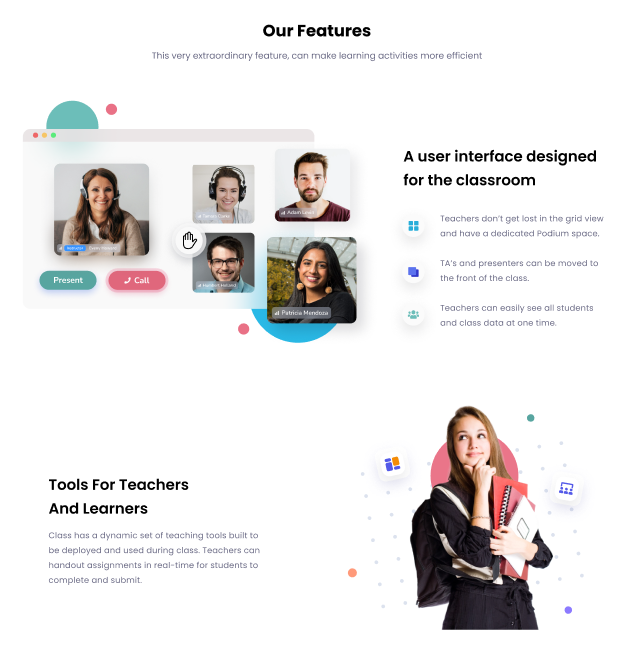 Our Features
This very extraordinary feature, can make learning activities more efficient
A user interface designed
for the classroom
Teachers don't get lost in the grid view
and have a dedicated Podium space.
TA's and presenters can be moved to
the front of the class.
Teachers can easily see all students
and class data at one time.
Instructor
Adam
Present
Call
Patricia Mendoza
Tools For Teachers
And Learners
Class has a dynamic set of teaching tools built to
be deployed and used during class. Teachers can
handout assignments in real-time for students to
complete and submit.